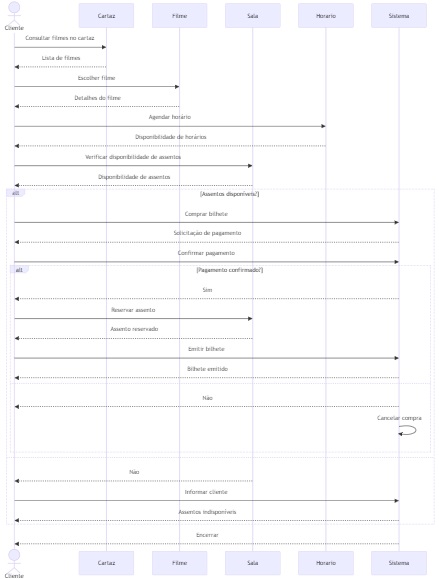 Cartaz
Filme
Sala
Horario
Sistema
Cliente
Consultar filmes no cartaz
Lista de filmes
Escolher filme
Detalhes do filme
Agendar horário
Disponibilidade de horários
Verificar disponibilidade de assentos
Disponibilidade de assentos
alt
[Assentos disponíveis?]
Comprar bilhete
Solicitação de pagamento
Confirmar pagamento
alt
[Pagamento confirmado?]
Sim
Reservar assento
Assento reservado
Emitir bilhete
Bilhete emitido
Não
Cancelar compra
Não
Informar cliente
Assentos indisponíveis
Encerrar
Cartaz
Filme
Sala
Horario
Sistema
Cliente